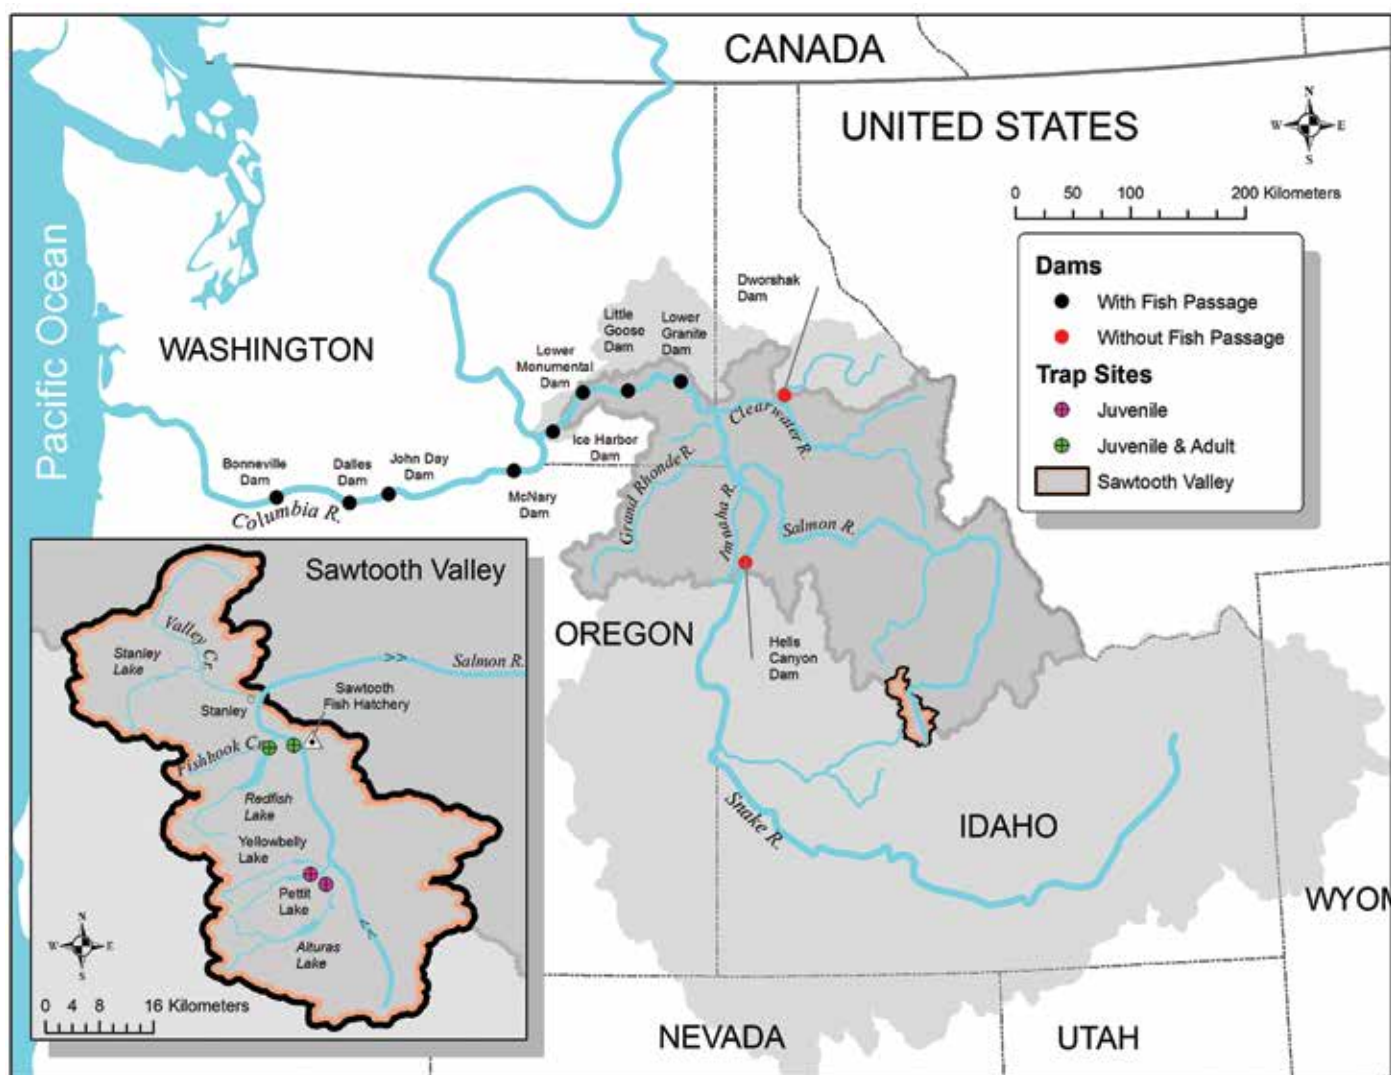 CANADA
UNITED STATES
N
W
E
S
0
50
100
200 Kilometers
Dams
With Fish Passage
Without Fish Passage
Trap Sites
Juvenile
Juvenile & Adult
Sawtooth Valley
Pacific Ocean
WASHINGTON
Dworshak
Dam
Little
Goose
Dam
Lower
Granite
Dam
Lower
Monumental
Dam
Ice Harbor
Dam
Bonneville
Dam
Dalles
Dam
John Day
Dam
McNary
Dam
Columbia R.
Clearwater R.
Grand Rhonde R.
Imnaha R.
Salmon R.
OREGON
Hells
Canyon
Dam
Snake R.
IDAHO
WYOM
NEVADA
UTAH
Sawtooth Valley
Valley Cr.
Stanley
Lake
>>
Salmon R.
Stanley
Sawtooth
Fish Hatchery
Fishhook Cr.
Redfish
Lake
Yellowbelly
Lake
Pettit
Lake
Alturas
Lake
>>
N
W
E
S
0
4
8
16 Kilometers